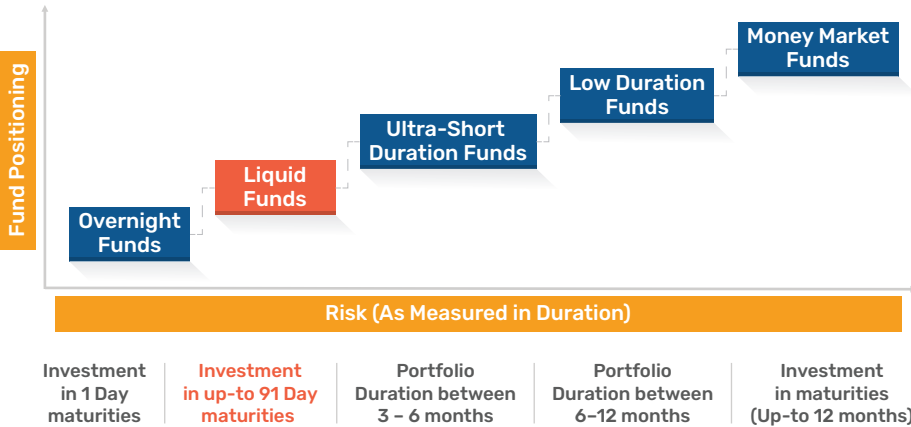 Fund Positioning
Money Market
Funds
Low Duration
Funds
Ultra-Short
Duration Funds
Liquid
Funds
Overnight
Funds
Risk (As Measured in Duration)
Investment
in 1 Day
maturities
Investment
in up-to 91 Day
maturities
Portfolio
Duration between
3 – 6 months
Portfolio
Duration between
6–12 months
Investment
in maturities
(Up-to 12 months)